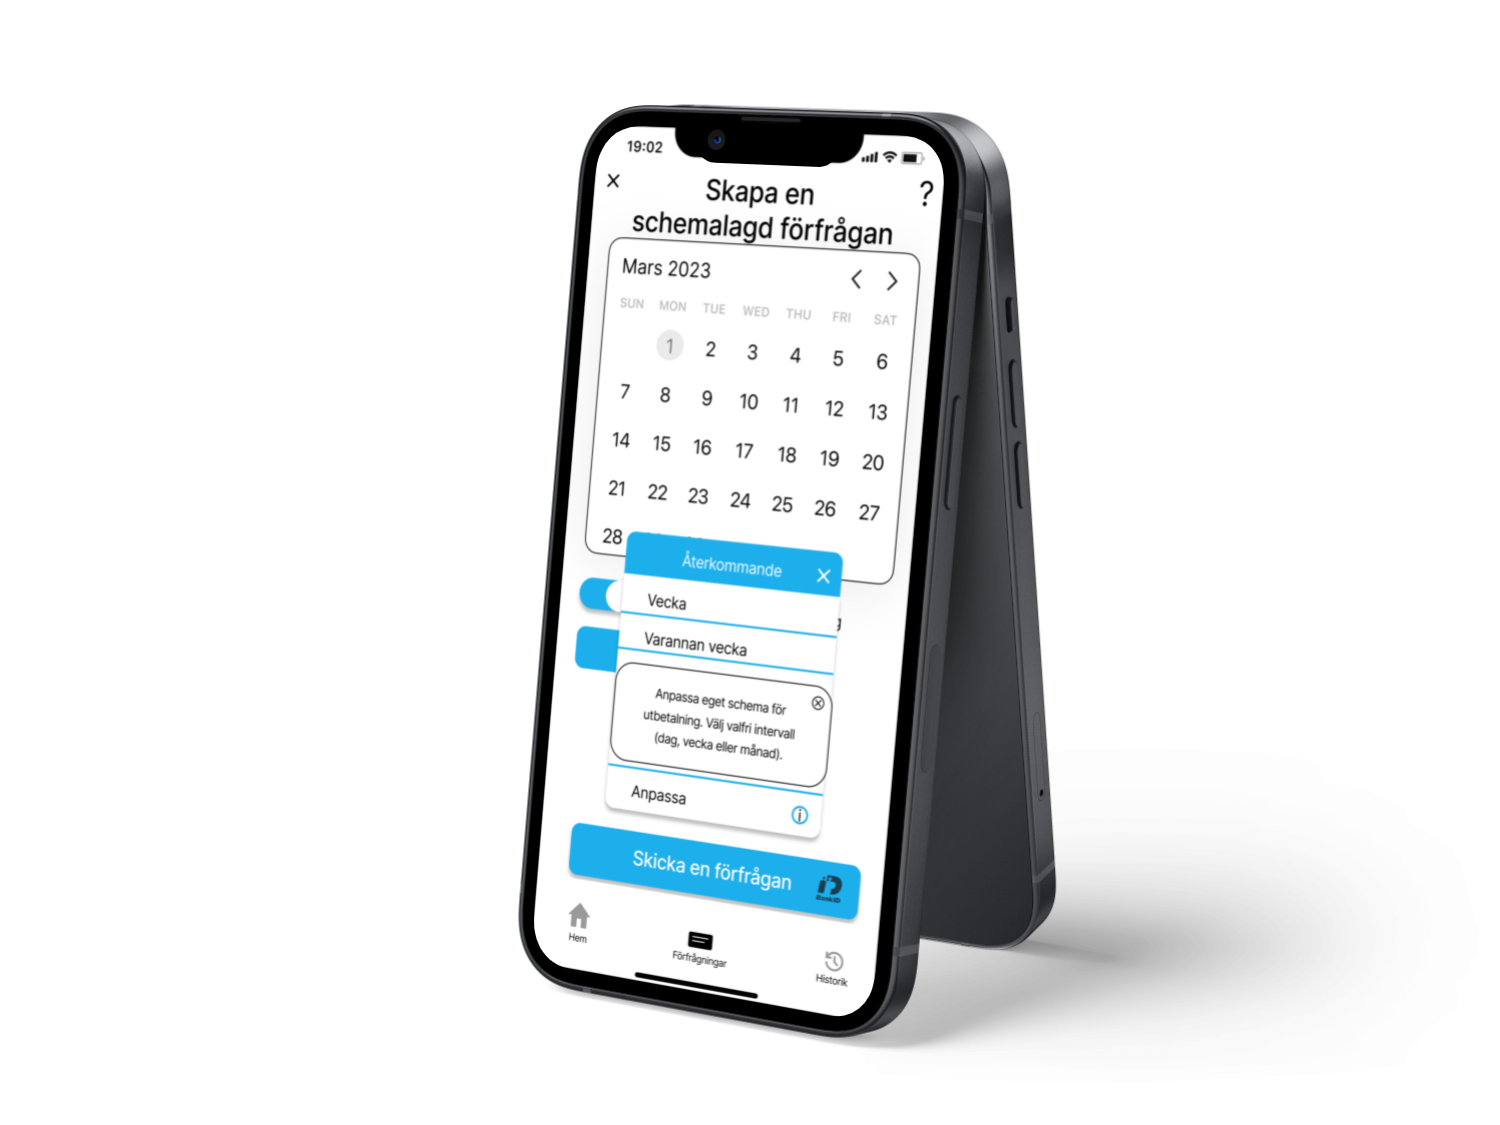 19:02
× ?
Skapa en
schemalagd förfrågan
Mars 2023
SUN MON TUE WED THU FRI SAT
1 2 3 4 5 6
7 8 9 10 11 12 13
14 15 16 17 18 19 20
21 22 23 24 25 26 27
28
Återkommande
Vecka
Varannan vecka
Anpassa eget schema för
utbetalning. Välj valfri intervall
(dag, vecka eller månad).
Anpassa
Skicka en förfrågan
BankID
Hem
Förfrågningar
Historik